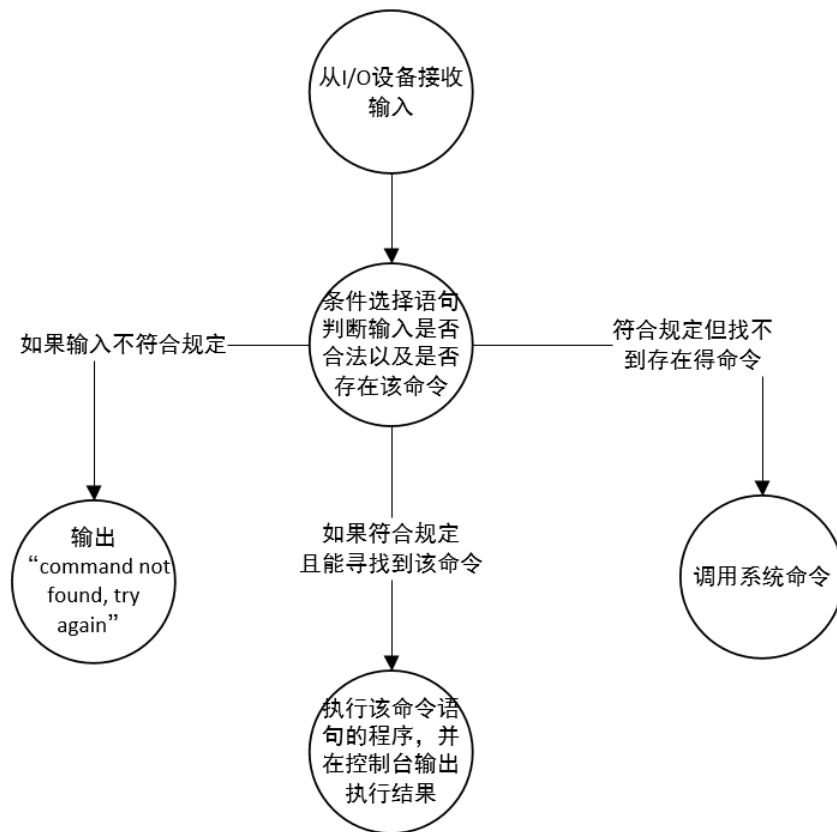 从I/O设备接收
输入
条件选择语句
判断输入是否
合法以及是否
存在该命令
如果输入不符合规定
符合规定但找不
到存在得命令
输出
“command not
found, try
again”
如果符合规定
且能寻找到该命令
调用系统命令
执行该命令语
句的程序，并
在控制台输出
执行结果